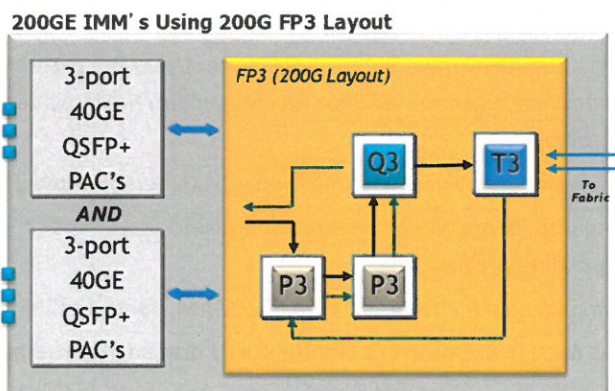 200GE IMM's Using 200G FP3 Layout
3-port
40GE
QSFP+
PAC's
AND
3-port
40GE
QSFP+
PAC's
FP3 (200G Layout)
Q3
T3
To
Fabric
P3
P3